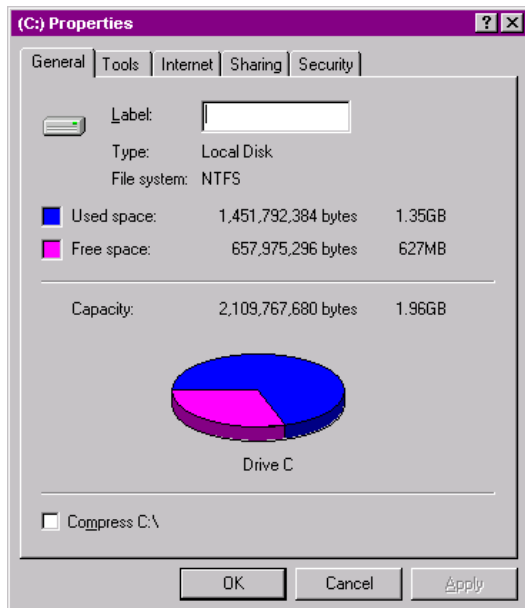 (C:) Properties
General Tools Internet Sharing Security
Label:
Type: Local Disk
File system: NTFS
Used space: 1,451,792,384 bytes 1.35GB
Free space: 657,975,296 bytes 627MB
Capacity: 2,109,767,680 bytes 1.96GB
Drive C
Compress C:\
OK Cancel Apply